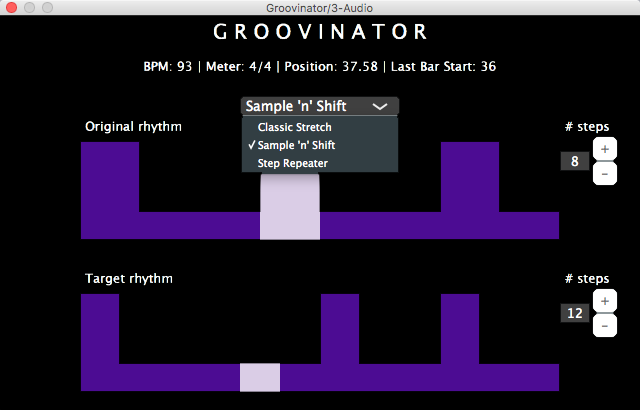 Groovinator/3-Audio
GROOVINATOR
BPM: 93 | Meter: 4/4 | Position: 37.58 | Last Bar Start: 36
Sample 'n' Shift
Classic Stretch
✓Sample 'n' Shift
Step Repeater
Original rhythm
# steps
8
+
-
Target rhythm
# steps
12
+
-